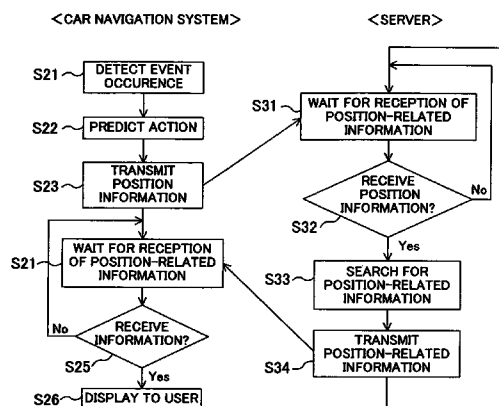 <CAR NAVIGATION SYSTEM>
S21
DETECT EVENT
OCCURENCE
S22
PREDICT ACTION
S23
TRANSMIT
POSITION
INFORMATION
S21
WAIT FOR RECEPTION
OF POSITION-RELATED
INFORMATION
No
RECEIVE
INFORMATION?
S25
Yes
S26
DISPLAY TO USER
<SERVER>
S31
WAIT FOR RECEPTION OF
POSITION-RELATED
INFORMATION
No
RECEIVE
POSITION
INFORMATION?
S32
Yes
S33
SEARCH FOR
POSITION-RELATED
INFORMATION
S34
TRANSMIT
POSITION-RELATED
INFORMATION